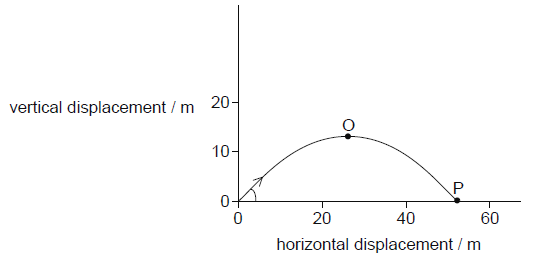 20
O
vertical displacement / m
10
P
0
0 20 40 60
horizontal displacement / m